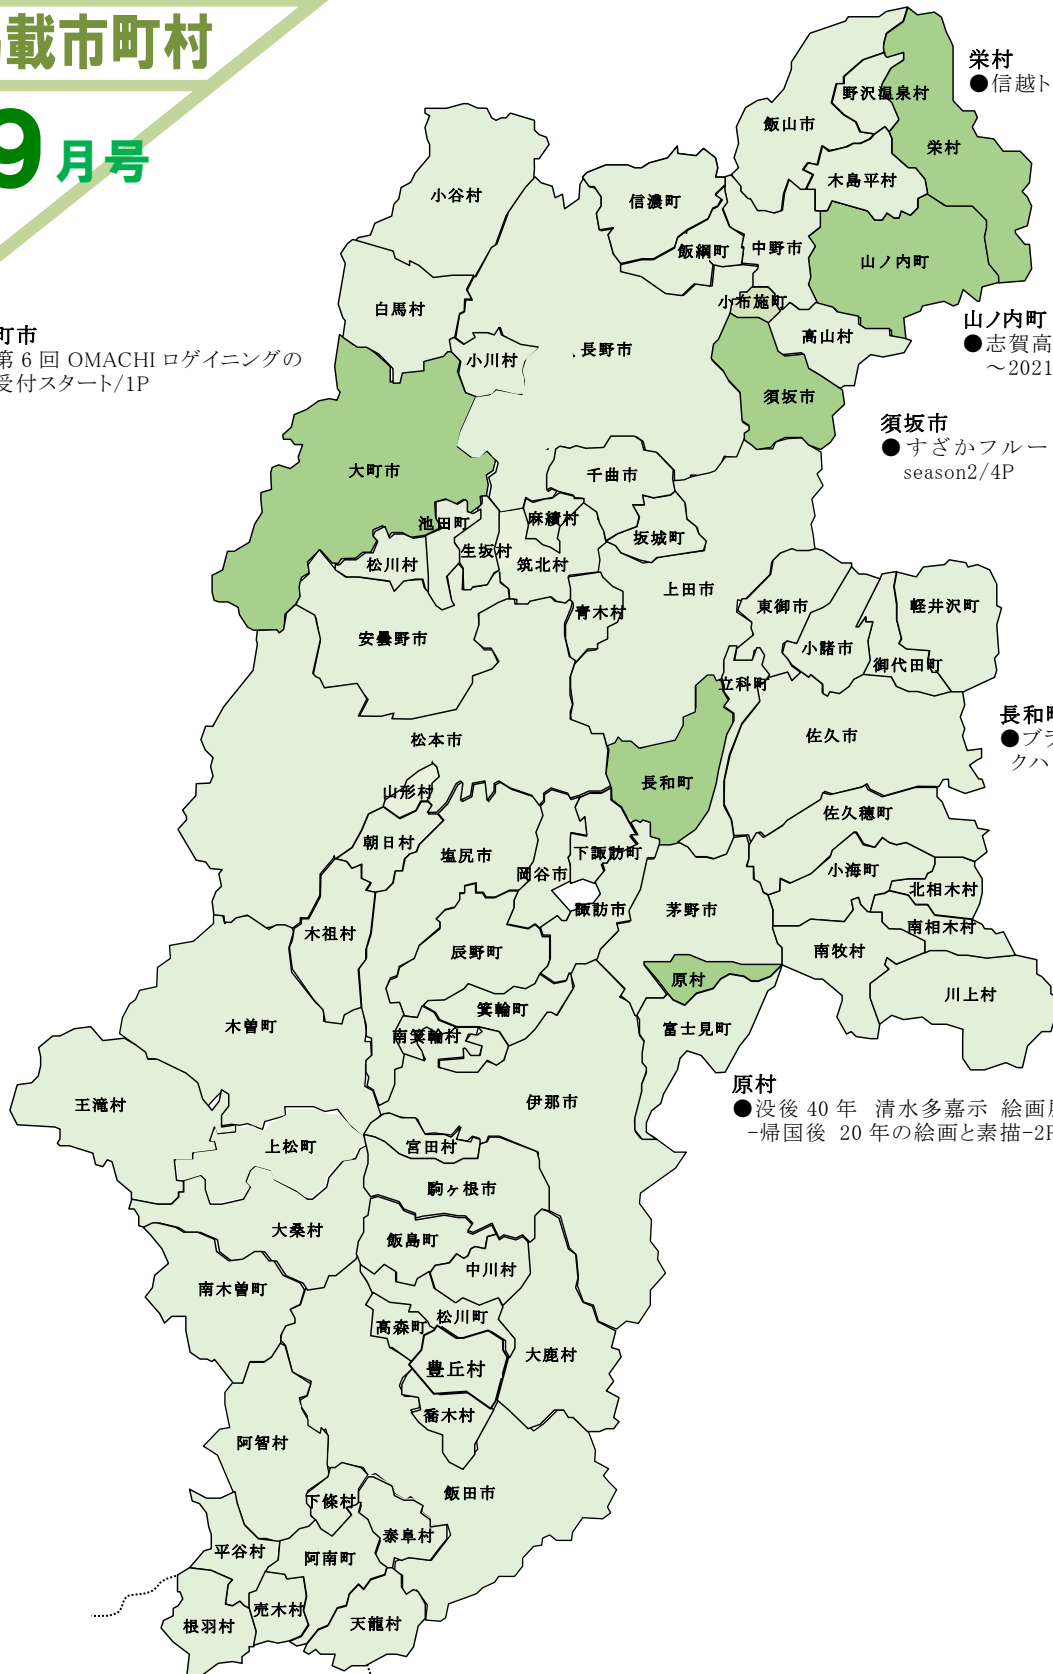 載市町村
9月号
栄村
●信越ト
野沢温泉村
飯山市
栄村
木島平村
小谷村
信濃町
飯綱町
中野市
山ノ内町
白馬村
小布施町
山ノ内町
●志賀高
～2021
高山村
長野市
小川村
町市
第6回 OMACHI ロゲイニングの
受付スタート/1P
須坂市
須坂市
●すざかフルー
season2/4P
大町市
千曲市
池田町
麻績村
坂城町
生坂村
松川村
筑北村
上田市
青木村
東御市
軽井沢町
安曇野市
小諸市
御代田町
立科町
長和町
●ブラ
クハ
松本市
佐久市
長和町
山形村
佐久穂町
朝日村
塩尻市
下諏訪町
岡谷市
小海町
北相木村
諏訪市
茅野市
南相木村
木祖村
辰野町
南牧村
原村
川上村
箕輪町
木曽町
南箕輪村
富士見町
原村
●没後 40 年 清水多嘉示 絵画展
-帰国後 20 年の絵画と素描-2P
王滝村
伊那市
上松町
宮田村
駒ヶ根市
大桑村
飯島町
中川村
南木曽町
松川町
高森町
大鹿村
豊丘村
喬木村
阿智村
飯田市
下條村
泰阜村
平谷村
阿南町
売木村
根羽村
天龍村